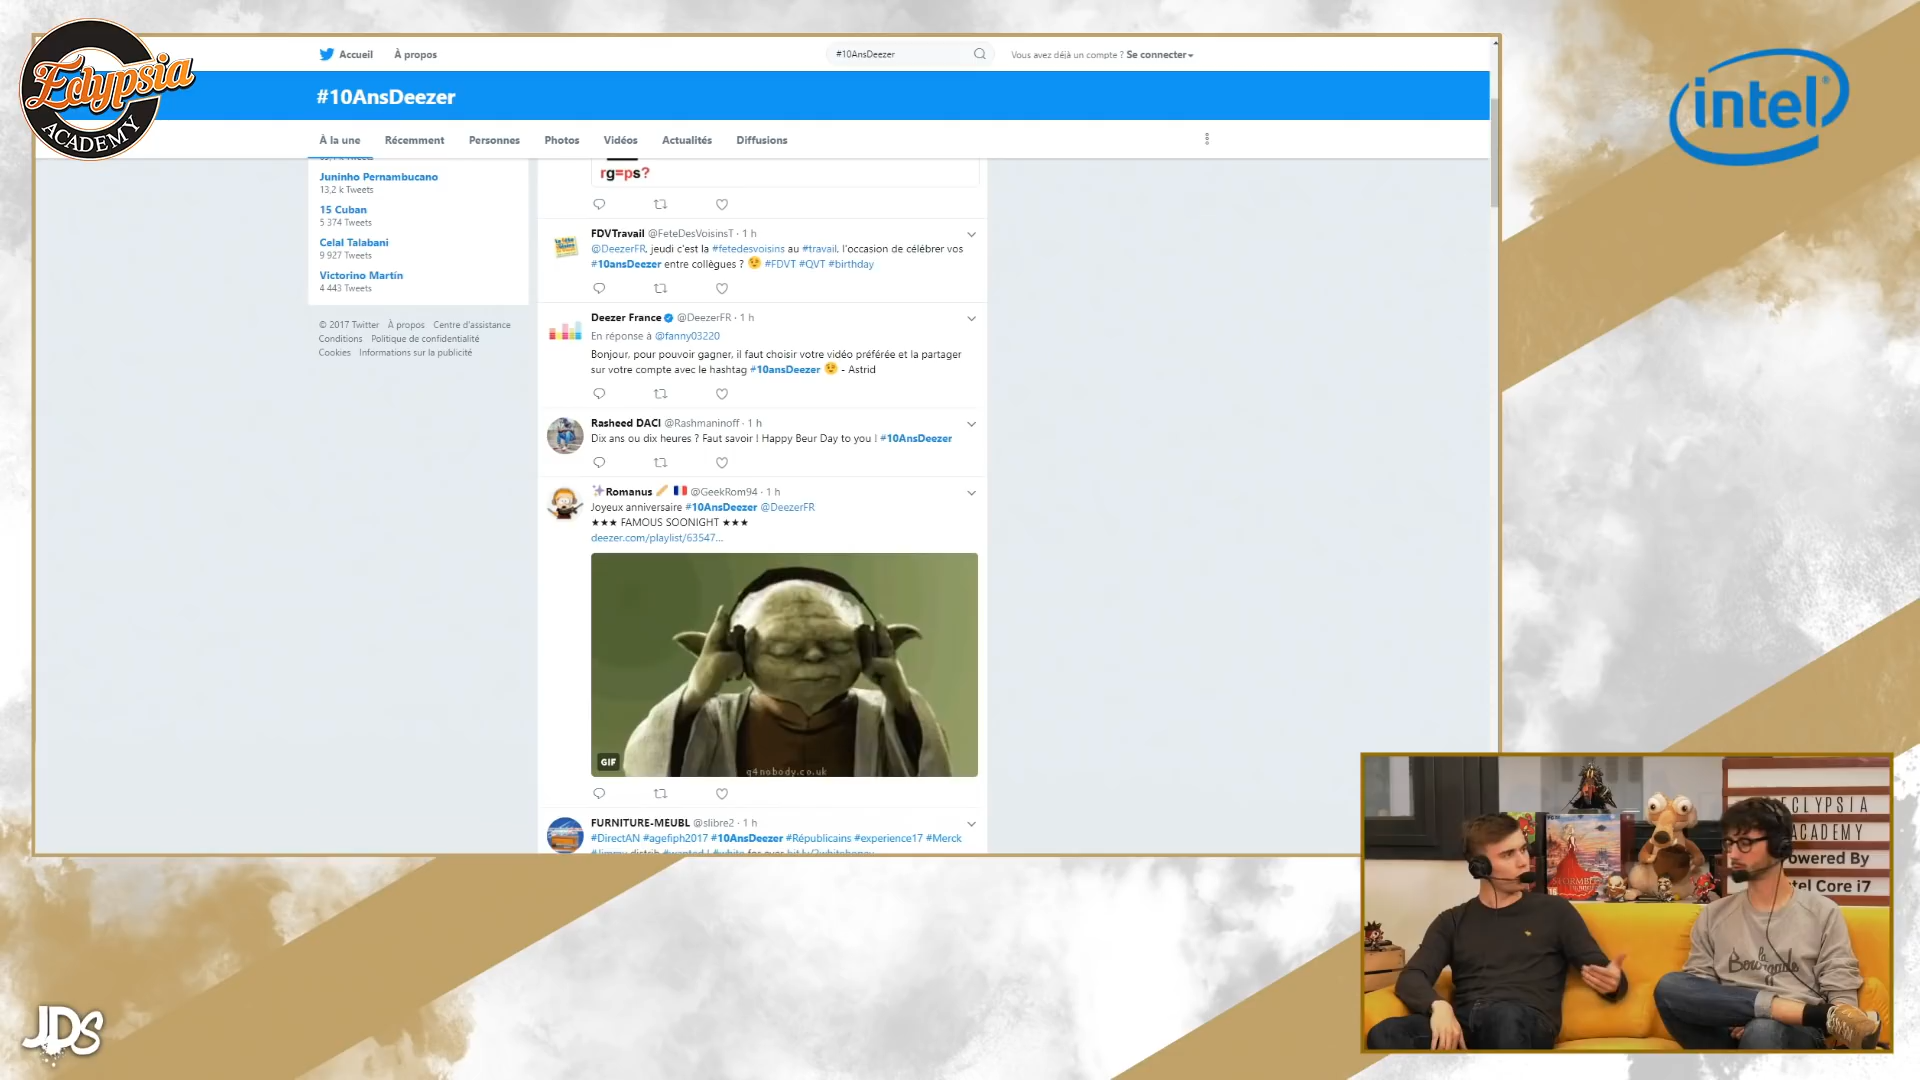 Eclypsia
ACADEMY
Accueil À propos
#10AnsDeezer
Vous avez déjà un compte ? Se connecter
intel
#10AnsDeezer
À la une Récemment Personnes Photos Vidéos Actualités Diffusions
Juninho Pernambucano
13,2 k Tweets
15 Cuban
5 374 Tweets
Celal Talabani
9 927 Tweets
Victorino Martín
4 443 Tweets
© 2017 Twitter À propos Centre d'assistance
Conditions Politique de confidentialité
Cookies Informations sur la publicité
rg=ps?
FDVTravail @FeteDesVoisinsT · 1 h
@DeezerFR, jeudi c'est la #fetedesvoisins au #travail, l'occasion de célébrer vos
#10ansDeezer entre collègues ? 😉 #FDVT #QVT #birthday
Deezer France @DeezerFR · 1 h
En réponse à @fanny03220
Bonjour, pour pouvoir gagner, il faut choisir votre vidéo préférée et la partager
sur votre compte avec le hashtag #10ansDeezer 😉 - Astrid
Rasheed DACI @Rashmaninoff · 1 h
Dix ans ou dix heures ? Faut savoir ! Happy Beur Day to you ! #10AnsDeezer
Romanus @GeekRom94 · 1 h
Joyeux anniversaire #10AnsDeezer @DeezerFR
★★★ FAMOUS SOONIGHT ★★★
deezer.com/playlist/63547...
GIF
q4nobody.co.uk
FURNITURE-MEUBL @slibre2 · 1 h
#DirectAN #agefiph2017 #10AnsDeezer #Républicains #experience17 #Merck
ECLYPSIA
ACADEMY
owered By
tel Core i7
la
Bourgade
JDS